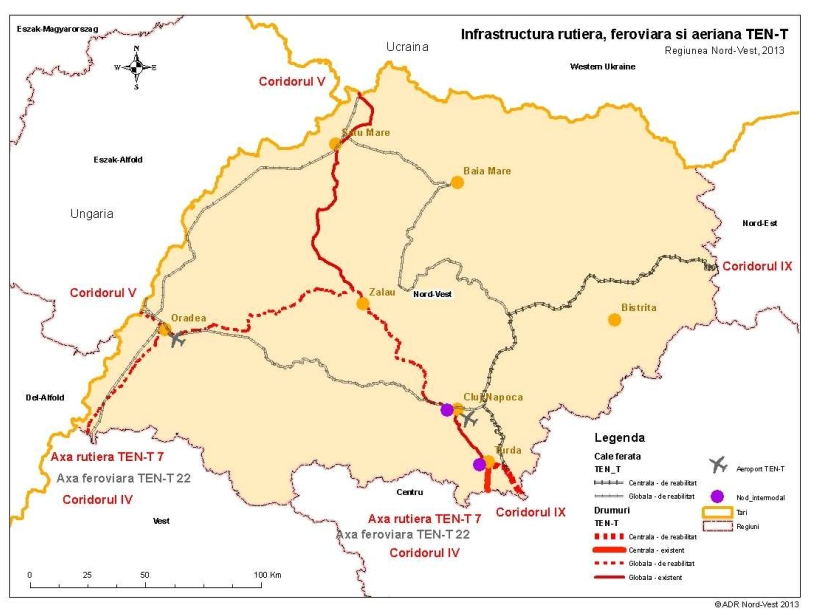 Infrastructura rutiera, feroviara si aeriana TEN-T
Regiunea Nord-Vest, 2013
Eszak-Magyarorszag
N
W E
S
Ucraina
Western Ukraine
Coridorul V
Satu Mare
Eszak-Alfold
Baia Mare
Ungaria
Nord-Est
Coridorul IX
Coridorul V
Zalau
Nord-Vest
Oradea
Bistrita
Del-Alfold
Cluj Napoca
Turda
Axa rutiera TEN-T 7
Axa feroviara TEN-T 22
Coridorul IV
Vest
Centru
Coridorul IX
Axa rutiera TEN-T 7
Axa feroviara TEN-T 22
Coridorul IV
Legenda
Cale ferata
TEN_T
Centrala - de reabilitat
Globala - de reabilitat
Drumuri
TEN-T
Centrala - de reabilitat
Centrala - existent
Globala - de reabilitat
Globala - existent
Aeroport TEN-T
Nod_intermodal
Tari
Regiuni
0 25 50 100 Km
©ADR Nord-Vest 2013